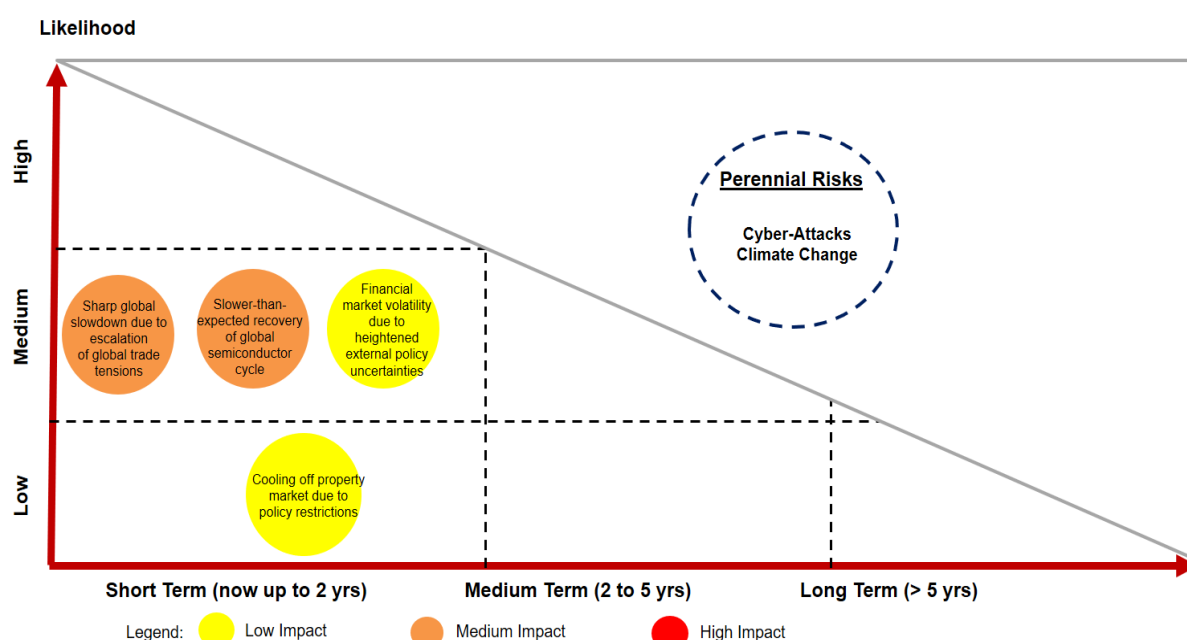 Likelihood
High
Medium
Low
Perennial Risks
Cyber-Attacks
Climate Change
Sharp global
slowdown due to
escalation
of global trade
tensions
Slower-than-
expected recovery
of global
semiconductor
cycle
Financial
market volatility
due to
heightened
external policy
uncertainties
Cooling off property
market due to
policy restrictions
Short Term (now up to 2 yrs)
Medium Term (2 to 5 yrs)
Long Term (> 5 yrs)
Legend:
Low Impact
Medium Impact
High Impact